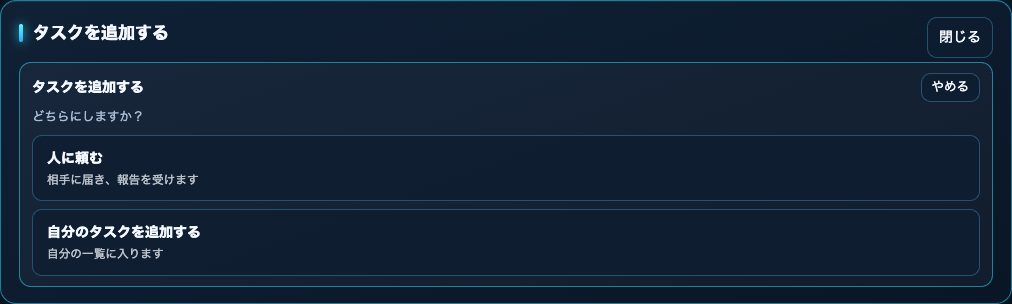 タスクを追加する
閉じる
タスクを追加する
やめる
どちらにしますか？
人に頼む
相手に届き、報告を受けます
自分のタスクを追加する
自分の一覧に入ります